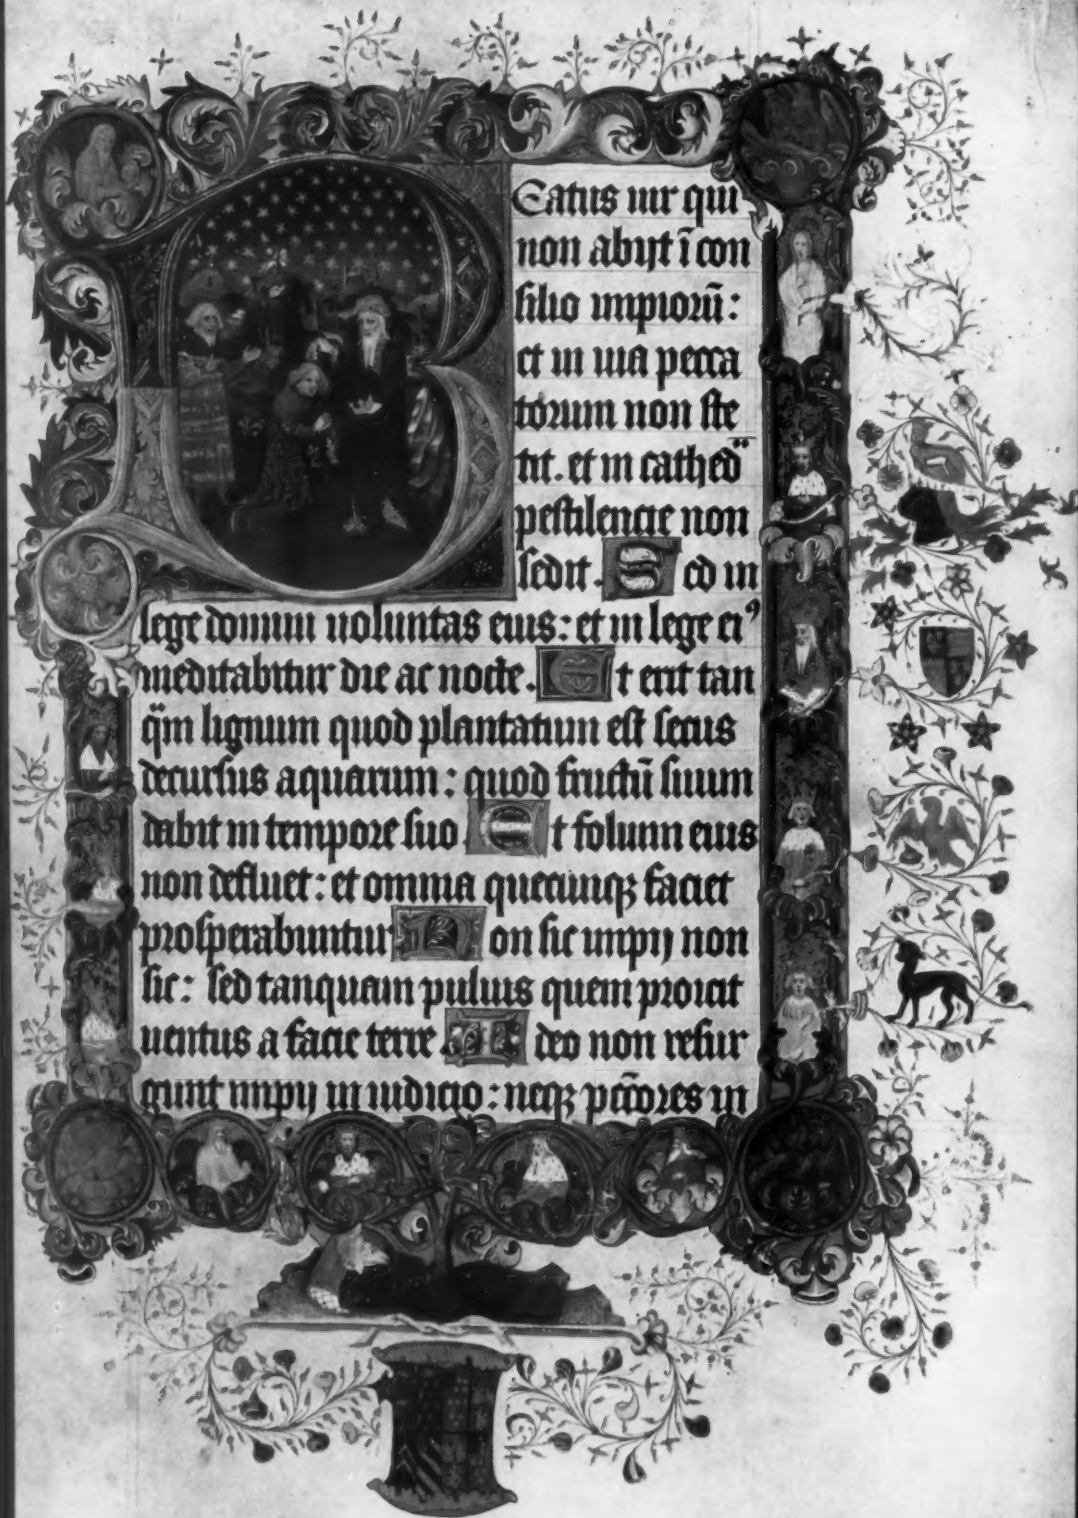 Beatus uir qui
non abijt ī con
silio impiorū:
et in uia pecca
torum non ste
tit. et in cathed̄
pestilencie non
sedit. Sed in
lege domini uoluntas eius: et in lege eiꝰ
meditabitur die ac nocte. Et erit tan
q̄m lignum quod plantatum est secus
decursus aquarum: quod fructū suum
dabit in tempore suo Et folium eius
non defluet: et omnia quecunqꝫ faciet
prosperabuntur Non sic impij non
sic: sed tanquam puluis quem proicit
uentus a facie terre Ideo non resur
gunt impij in iudicio: neqꝫ pc̄c̄ores in